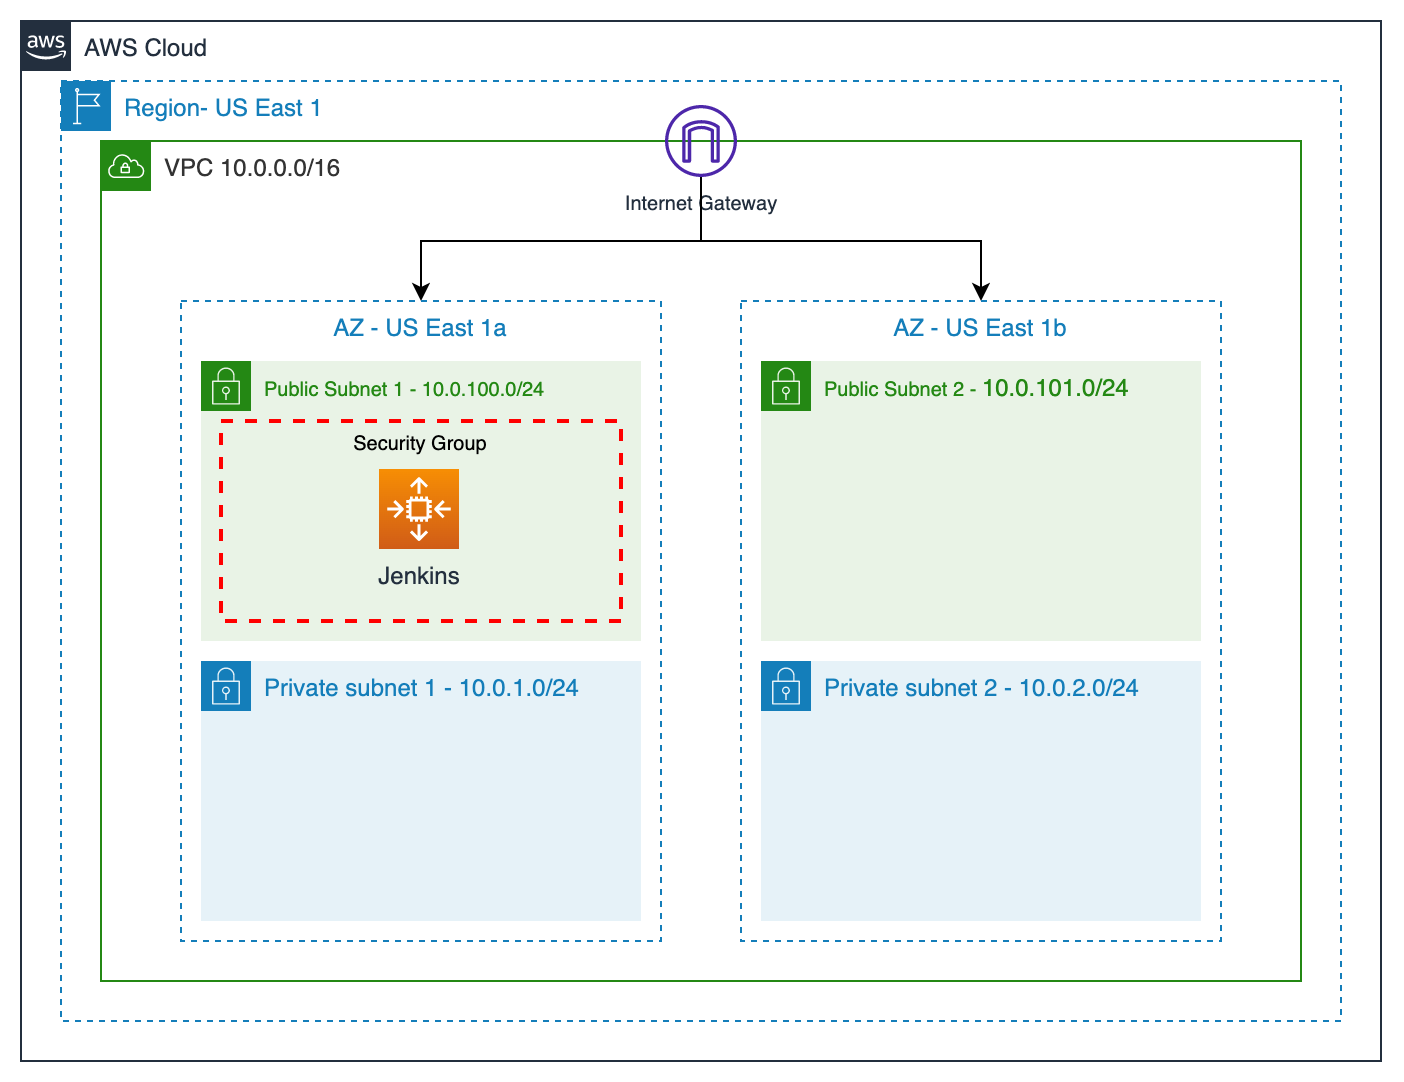 aws
AWS Cloud
Region- US East 1
VPC 10.0.0.0/16
Internet Gateway
AZ - US East 1a
Public Subnet 1 - 10.0.100.0/24
Security Group
Jenkins
Private subnet 1 - 10.0.1.0/24
AZ - US East 1b
Public Subnet 2 - 10.0.101.0/24
Private subnet 2 - 10.0.2.0/24